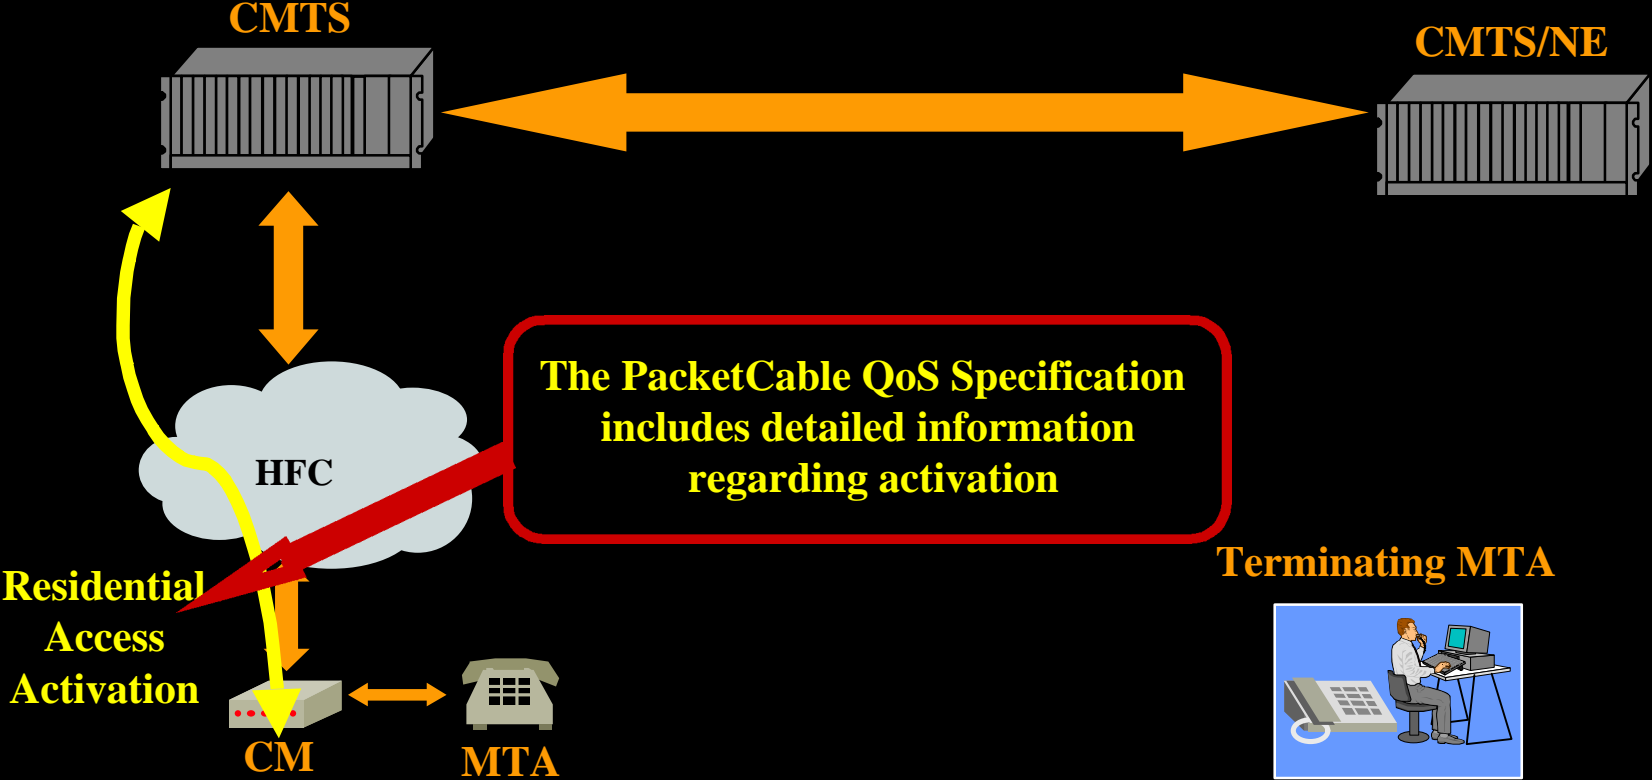 CMTS
CMTS/NE
The PacketCable QoS Specification
includes detailed information
regarding activation
HFC
Residential
Access
Activation
Terminating MTA
CM
MTA